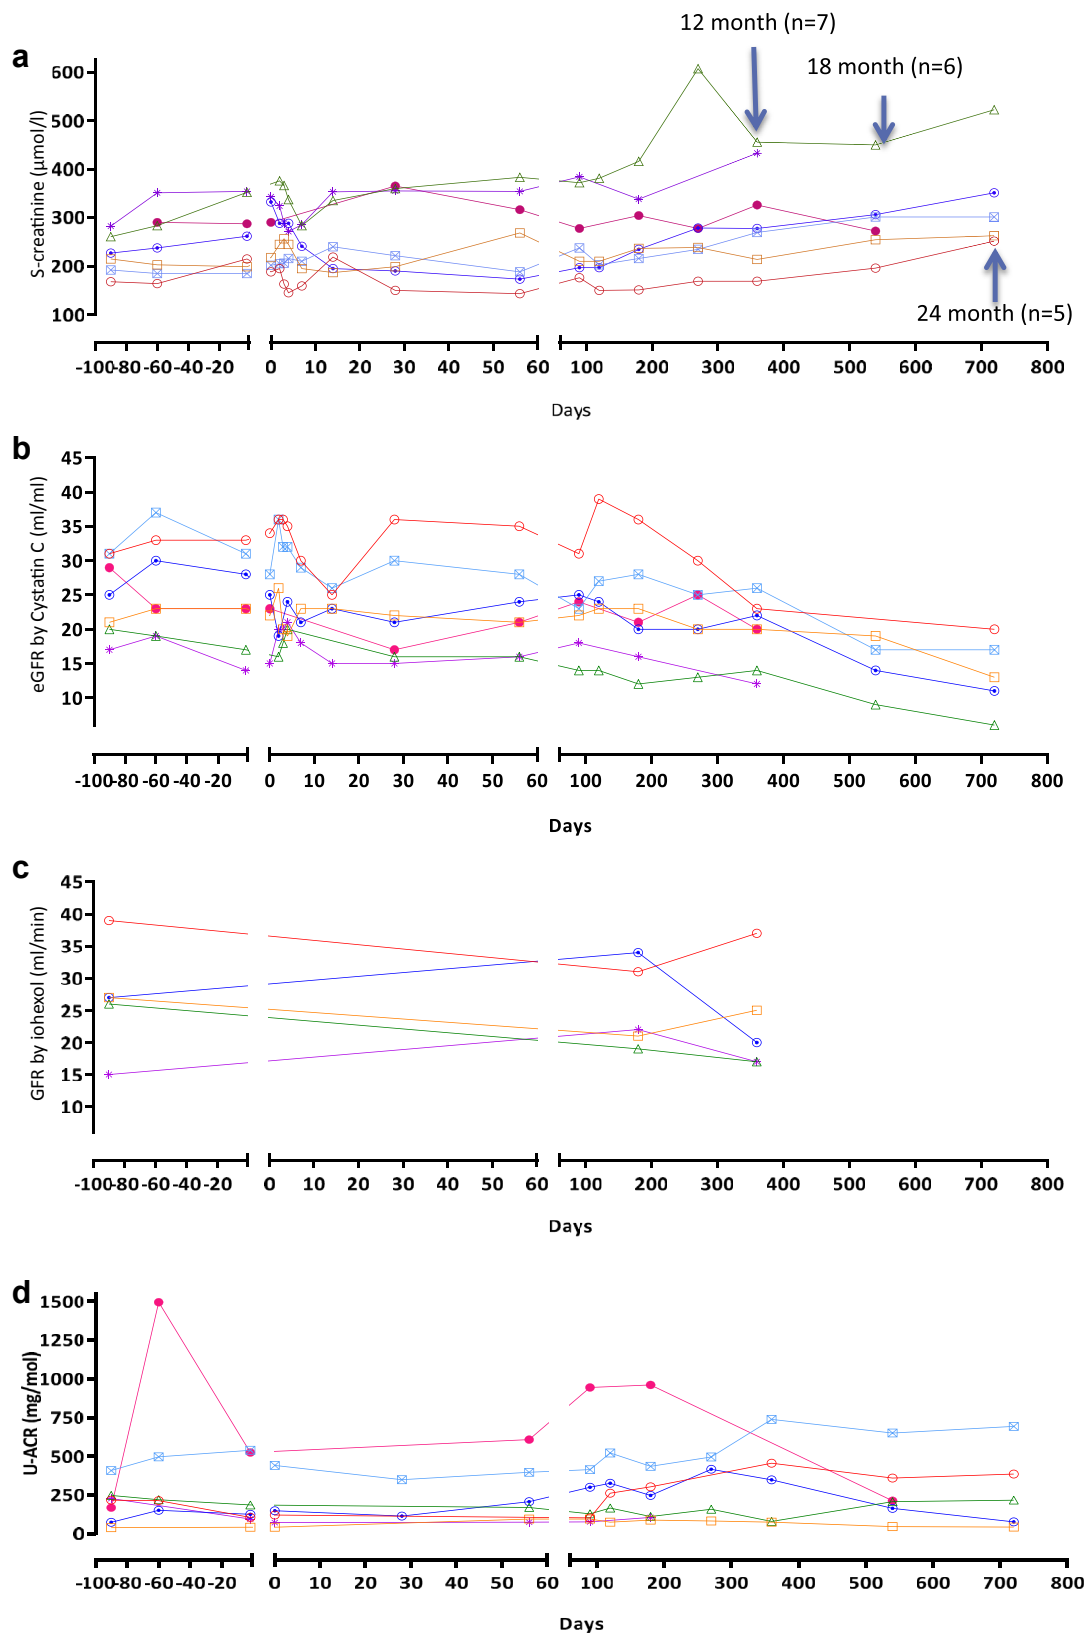 a
12 month (n=7)
18 month (n=6)
24 month (n=5)
S-creatinine (µmol/l)
600
500
400
300
200
100
-100 -80 -60 -40 -20 0 10 20 30 40 50 60 100 200 300 400 500 600 700 800
Days
b
eGFR by Cystatin C (ml/ml)
45
40
35
30
25
20
15
10
-100 -80 -60 -40 -20 0 10 20 30 40 50 60 100 200 300 400 500 600 700 800
Days
c
GFR by iohexol (ml/min)
45
40
35
30
25
20
15
10
-100 -80 -60 -40 -20 0 10 20 30 40 50 60 100 200 300 400 500 600 700 800
Days
d
U-ACR (mg/mol)
1500
1250
1000
750
500
250
0
-100 -80 -60 -40 -20 0 10 20 30 40 50 60 100 200 300 400 500 600 700 800
Days